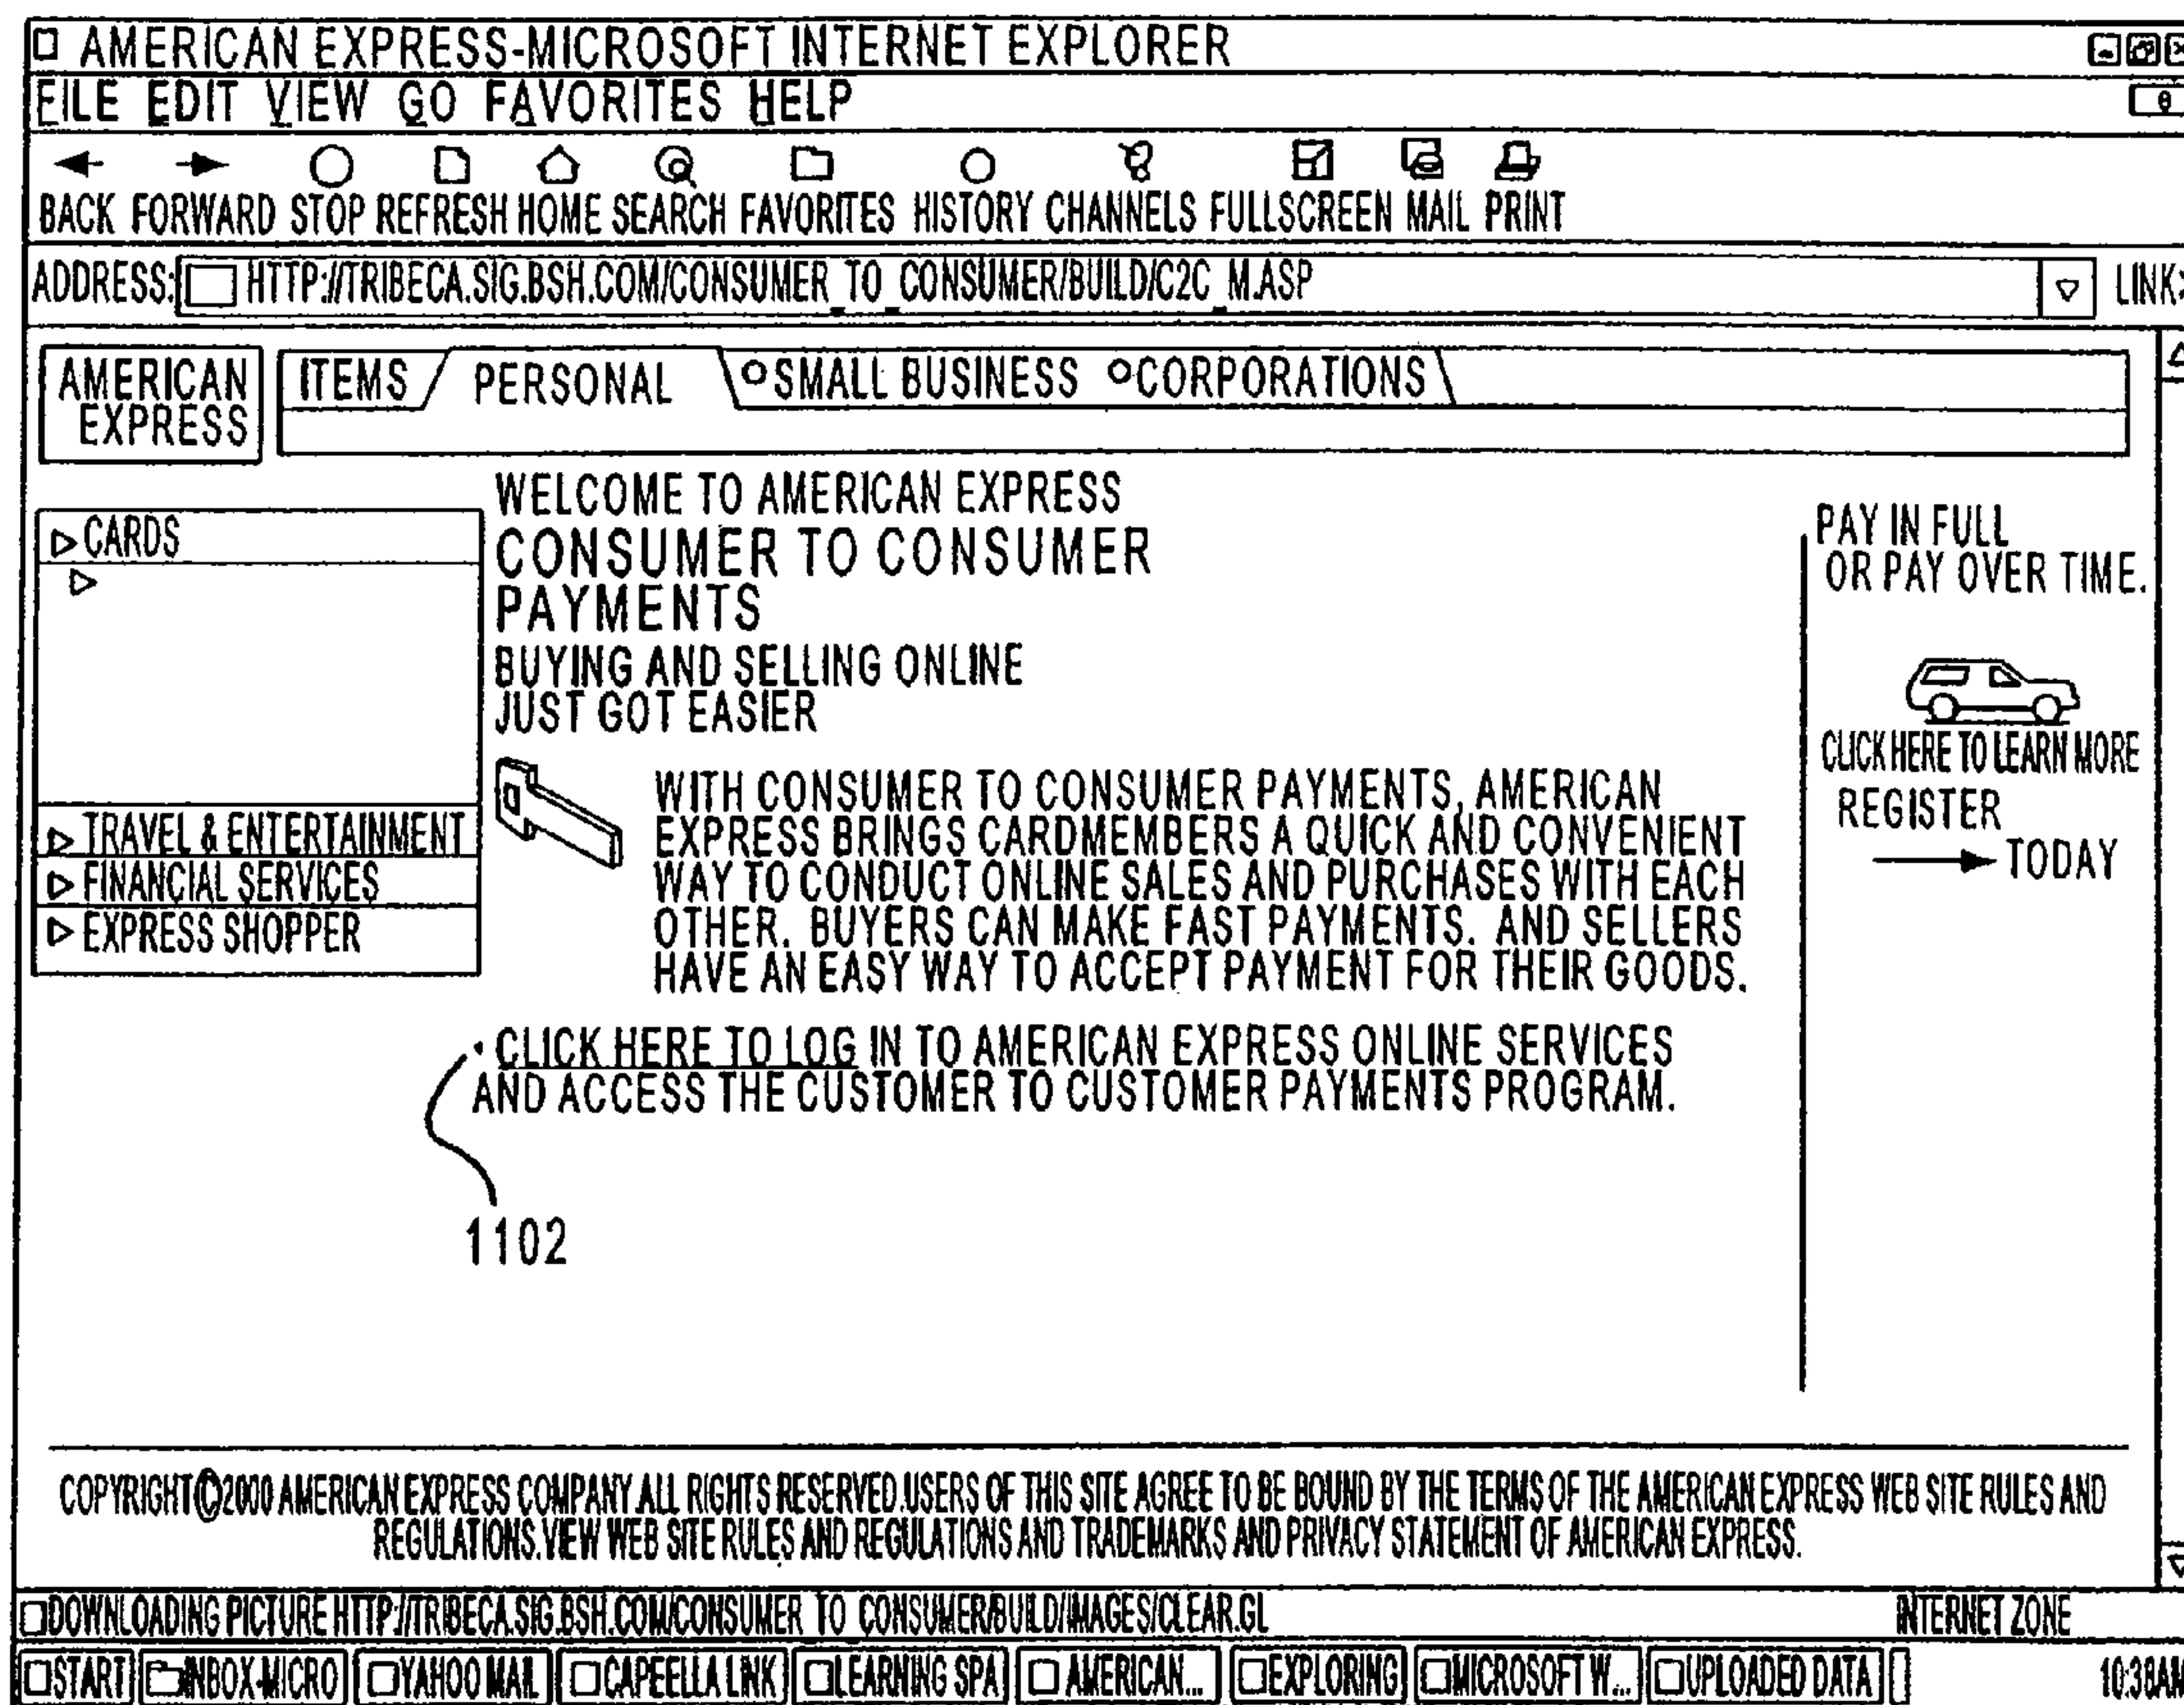 AMERICAN EXPRESS-MICROSOFT INTERNET EXPLORER
FILE EDIT VIEW GO FAVORITES HELP
BACK FORWARD STOP REFRESH HOME SEARCH FAVORITES HISTORY CHANNELS FULLSCREEN MAIL PRINT
ADDRESS: HTTP://TRIBECA.SIG.BSH.COM/CONSUMER_TO_CONSUMER/BUILD/C2C_M.ASP LINK
AMERICAN
EXPRESS
ITEMS PERSONAL SMALL BUSINESS CORPORATIONS
CARDS
TRAVEL & ENTERTAINMENT
FINANCIAL SERVICES
EXPRESS SHOPPER
WELCOME TO AMERICAN EXPRESS
CONSUMER TO CONSUMER
PAYMENTS
BUYING AND SELLING ONLINE
JUST GOT EASIER
WITH CONSUMER TO CONSUMER PAYMENTS, AMERICAN
EXPRESS BRINGS CARDMEMBERS A QUICK AND CONVENIENT
WAY TO CONDUCT ONLINE SALES AND PURCHASES WITH EACH
OTHER. BUYERS CAN MAKE FAST PAYMENTS. AND SELLERS
HAVE AN EASY WAY TO ACCEPT PAYMENT FOR THEIR GOODS.
CLICK HERE TO LOG IN TO AMERICAN EXPRESS ONLINE SERVICES
AND ACCESS THE CUSTOMER TO CUSTOMER PAYMENTS PROGRAM.
1102
PAY IN FULL
OR PAY OVER TIME.
CLICK HERE TO LEARN MORE
REGISTER
TODAY
COPYRIGHT©2000 AMERICAN EXPRESS COMPANY.ALL RIGHTS RESERVED.USERS OF THIS SITE AGREE TO BE BOUND BY THE TERMS OF THE AMERICAN EXPRESS WEB SITE RULES AND
REGULATIONS.VIEW WEB SITE RULES AND REGULATIONS AND TRADEMARKS AND PRIVACY STATEMENT OF AMERICAN EXPRESS.
DOWNLOADING PICTURE HTTP://TRIBECA.SIG.BSH.COM/CONSUMER_TO_CONSUMER/BUILD/IMAGES/CLEAR.GL INTERNET ZONE
START INBOX-MICRO YAHOO MAIL CAPEELLA LINK LEARNING SPA AMERICAN... EXPLORING MICROSOFT W... UPLOADED DATA 10:38AM